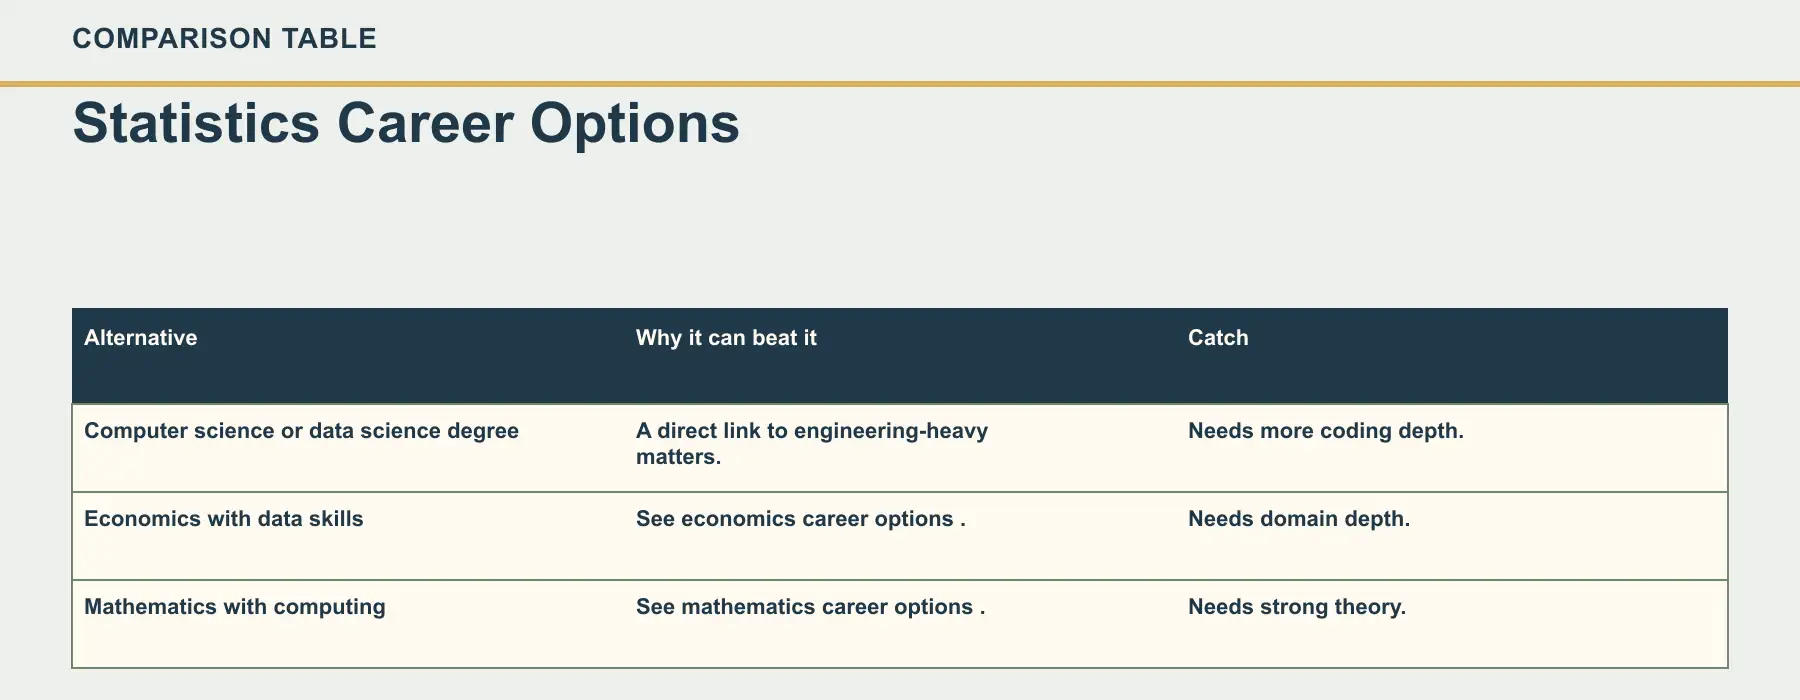 COMPARISON TABLE
Statistics Career Options
Alternative Why it can beat it Catch
Computer science or data science degree A direct link to engineering-heavy matters. Needs more coding depth.
Economics with data skills See economics career options . Needs domain depth.
Mathematics with computing See mathematics career options . Needs strong theory.